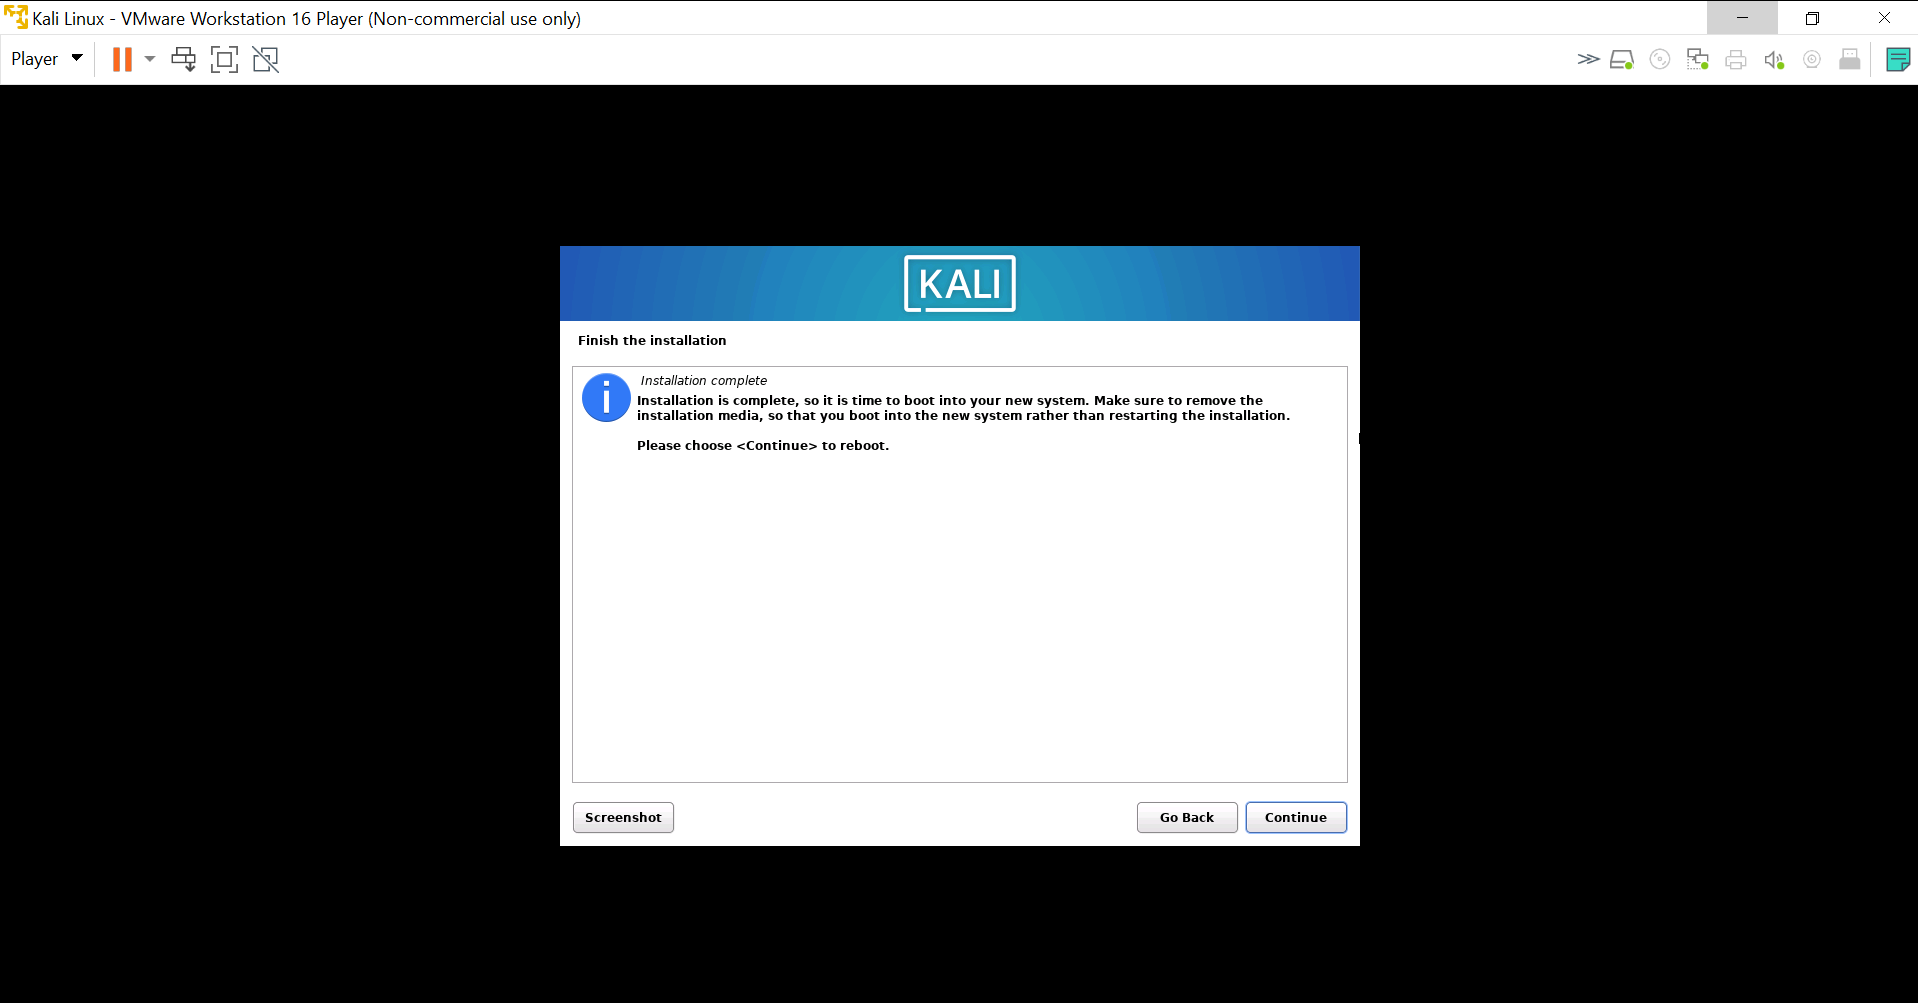 Kali Linux - VMware Workstation 16 Player (Non-commercial use only)
Player
KALI
Finish the installation
Installation complete
Installation is complete, so it is time to boot into your new system. Make sure to remove the
installation media, so that you boot into the new system rather than restarting the installation.
Please choose <Continue> to reboot.
Screenshot
Go Back
Continue